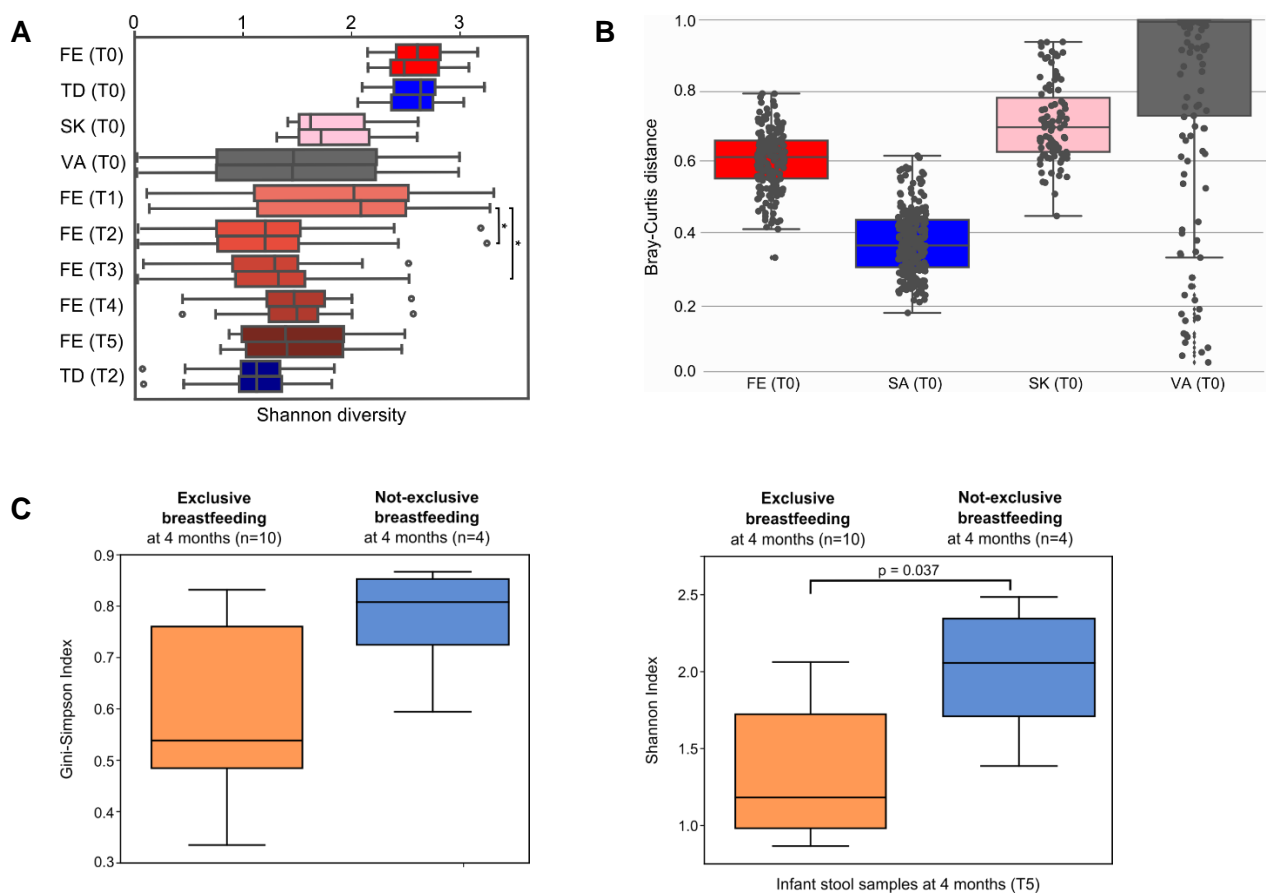 A
0 1 2 3
FE (T0)
TD (T0)
SK (T0)
VA (T0)
FE (T1)
FE (T2)
FE (T3)
FE (T4)
FE (T5)
TD (T2)
*
*
Shannon diversity
B
1.0
0.8
0.6
0.4
0.2
0.0
Bray-Curtis distance
FE (T0) SA (T0) SK (T0) VA (T0)
C
Exclusive
breastfeeding
at 4 months (n=10)
Not-exclusive
breastfeeding
at 4 months (n=4)
0.9
0.8
0.7
0.6
0.5
0.4
0.3
Gini-Simpson Index
Exclusive
breastfeeding
at 4 months (n=10)
Not-exclusive
breastfeeding
at 4 months (n=4)
p = 0.037
2.5
2.0
1.5
1.0
Shannon Index
Infant stool samples at 4 months (T5)